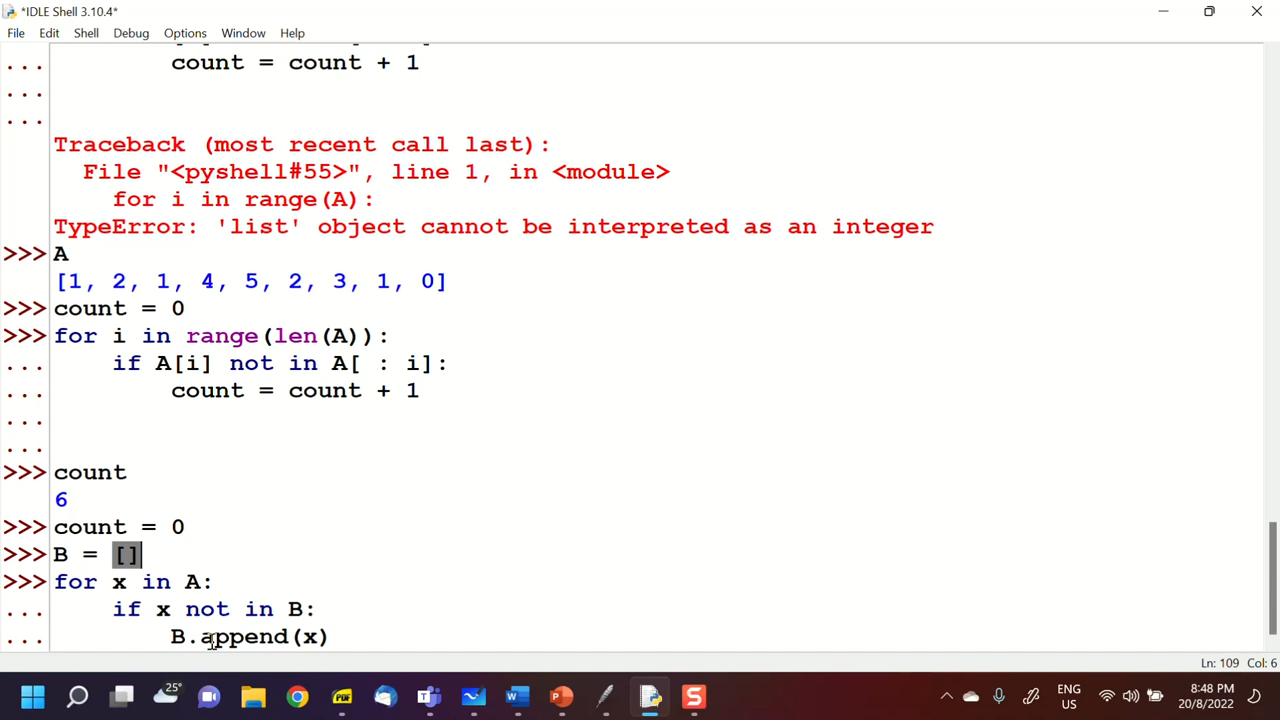 *IDLE Shell 3.10.4*
File Edit Shell Debug Options Window Help
... count = count + 1
...
...
Traceback (most recent call last):
File "<pyshell#55>", line 1, in <module>
for i in range(A):
TypeError: 'list' object cannot be interpreted as an integer
>>> A
[1, 2, 1, 4, 5, 2, 3, 1, 0]
>>> count = 0
>>> for i in range(len(A)):
... if A[i] not in A[ : i]:
... count = count + 1
...
...
>>> count
6
>>> count = 0
>>> B = []
>>> for x in A:
... if x not in B:
... B.append(x)
Ln: 109 Col: 6
25°
PDF
W
P
S
ENG
US
8:48 PM
20/8/2022